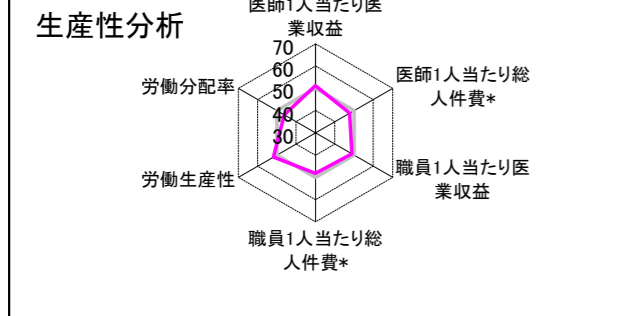 生産性分析
医師1人当たり医
業収益
70
60
50
40
30
医師1人当たり総
人件費*
職員1人当たり医
業収益
職員1人当たり総
人件費*
労働生産性
労働分配率